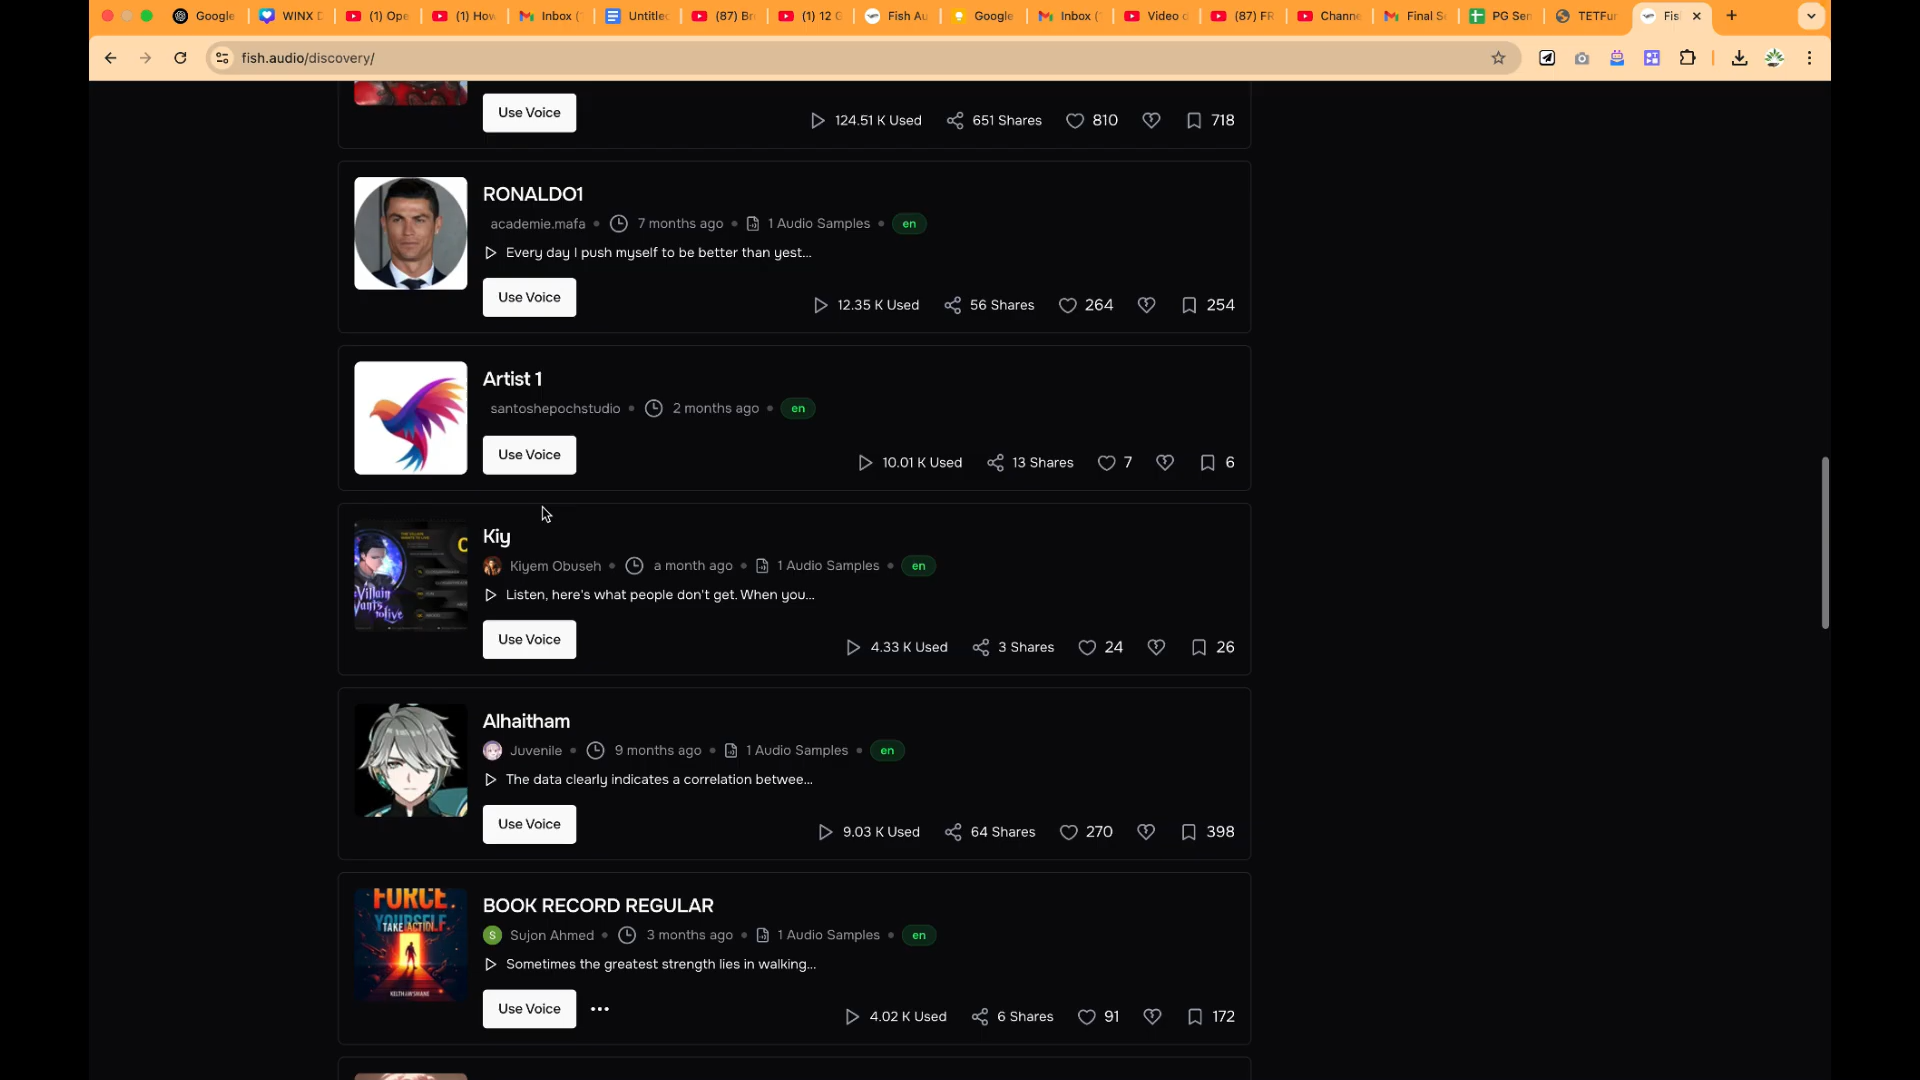 Google
WINX D
(1) Ope
(1) How
Inbox (
Untitled
(87) Br
(1) 12 G
Fish Au
Google
Inbox (
Video c
(87) FR
Channe
Final S
PG Sen
TETFur
Fis
fish.audio/discovery/
Use Voice
124.51 K Used
651 Shares
810
718
RONALDO1
academie.mafa • 7 months ago • 1 Audio Samples • en
Every day I push myself to be better than yest...
Use Voice
12.35 K Used
56 Shares
264
254
Artist 1
santoshepochstudio • 2 months ago • en
Use Voice
10.01 K Used
13 Shares
7
6
Kiy
Kiyem Obuseh • a month ago • 1 Audio Samples • en
Listen, here's what people don't get. When you...
Use Voice
4.33 K Used
3 Shares
24
26
Alhaitham
Juvenile • 9 months ago • 1 Audio Samples • en
The data clearly indicates a correlation betwee...
Use Voice
9.03 K Used
64 Shares
270
398
FORCE.
YOURSELF.
TAKE ACTION
BOOK RECORD REGULAR
S Sujon Ahmed • 3 months ago • 1 Audio Samples • en
Sometimes the greatest strength lies in walking...
Use Voice
4.02 K Used
6 Shares
91
172